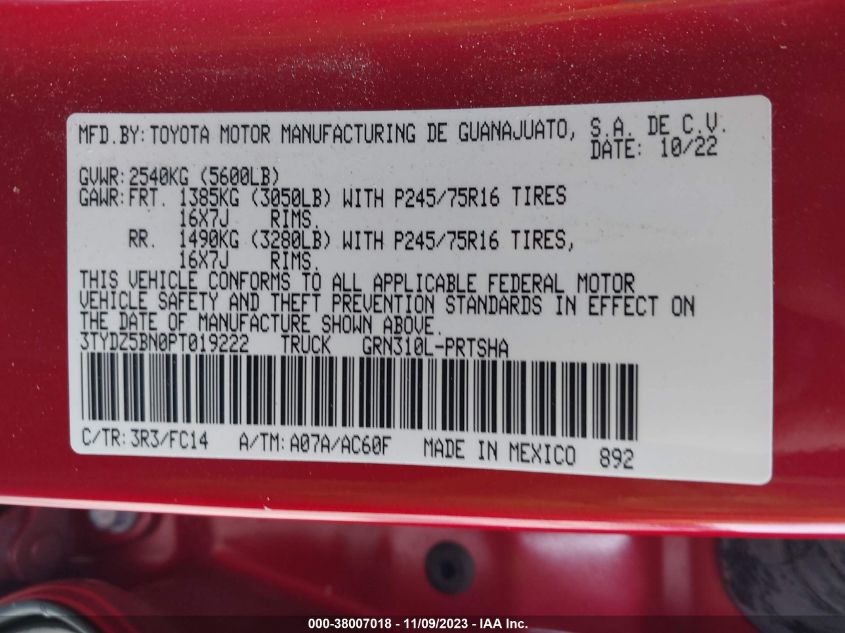 MFD.BY:TOYOTA MOTOR MANUFACTURING DE GUANAJUATO, S.A. DE C.V.
DATE: 10/22
GVWR:2540KG (5600LB)
GAWR:FRT. 1385KG (3050LB) WITH P245/75R16 TIRES
16X7J RIMS.
RR. 1490KG (3280LB) WITH P245/75R16 TIRES,
16X7J RIMS.
THIS VEHICLE CONFORMS TO ALL APPLICABLE FEDERAL MOTOR
VEHICLE SAFETY AND THEFT PREVENTION STANDARDS IN EFFECT ON
THE DATE OF MANUFACTURE SHOWN ABOVE.
3TYDZ5BN0PT019222 TRUCK GRN310L-PRTSHA
C/TR:3R3/FC14 A/TM:A07A/AC60F MADE IN MEXICO 892
000-38007018 - 11/09/2023 - IAA Inc.